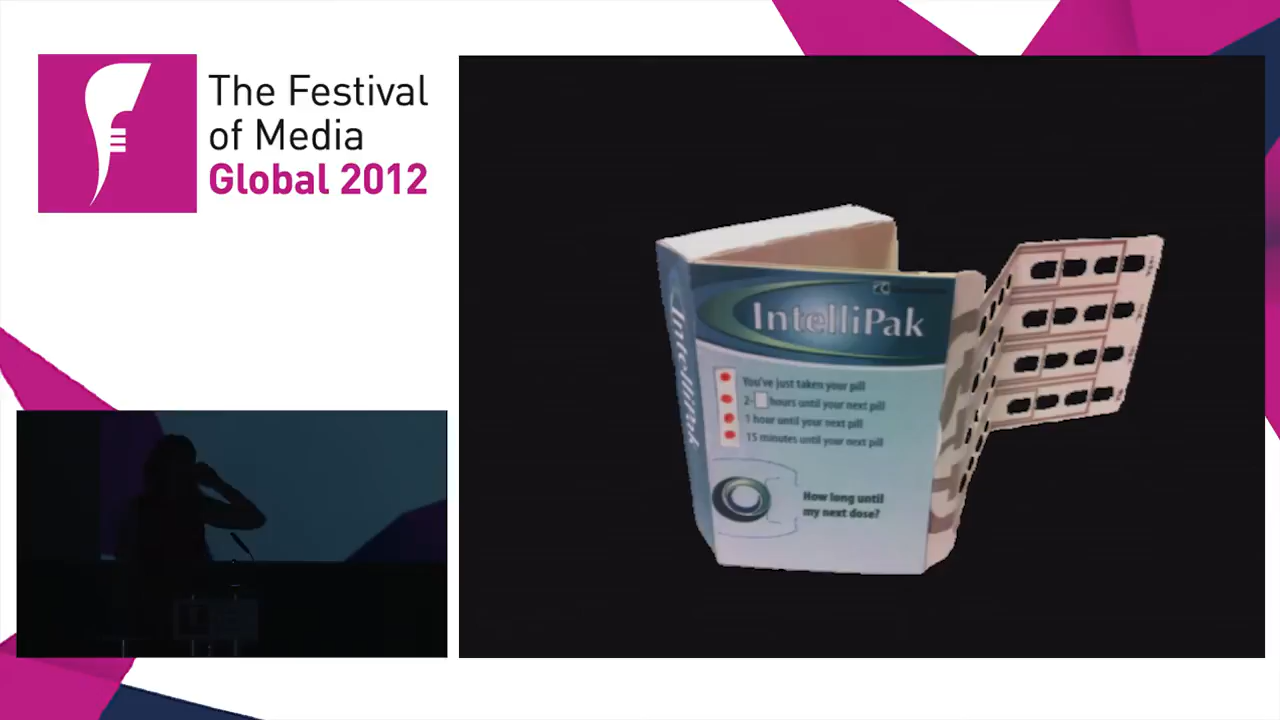 The Festival
of Media
Global 2012
IntelliPak
IntelliPak
You've just taken your pill
2- hours until your next pill
1 hour until your next pill
15 minutes until your next pill
How long until
my next dose?